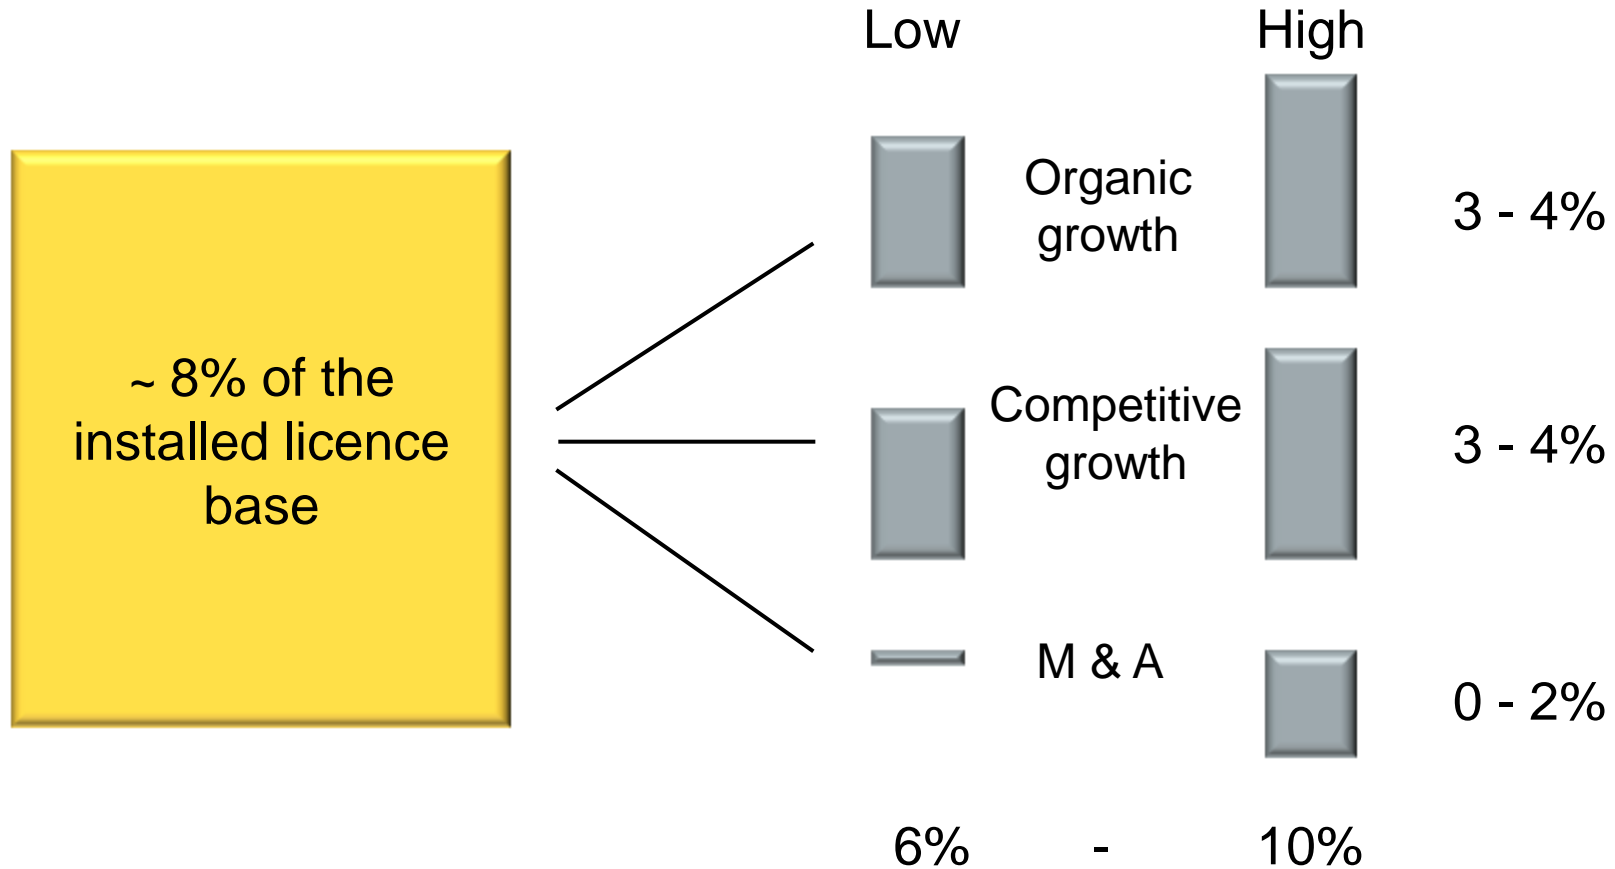 Low
High
~ 8% of the
installed licence
base
Organic
growth
3 - 4%
Competitive
growth
3 - 4%
M & A
0 - 2%
6% - 10%